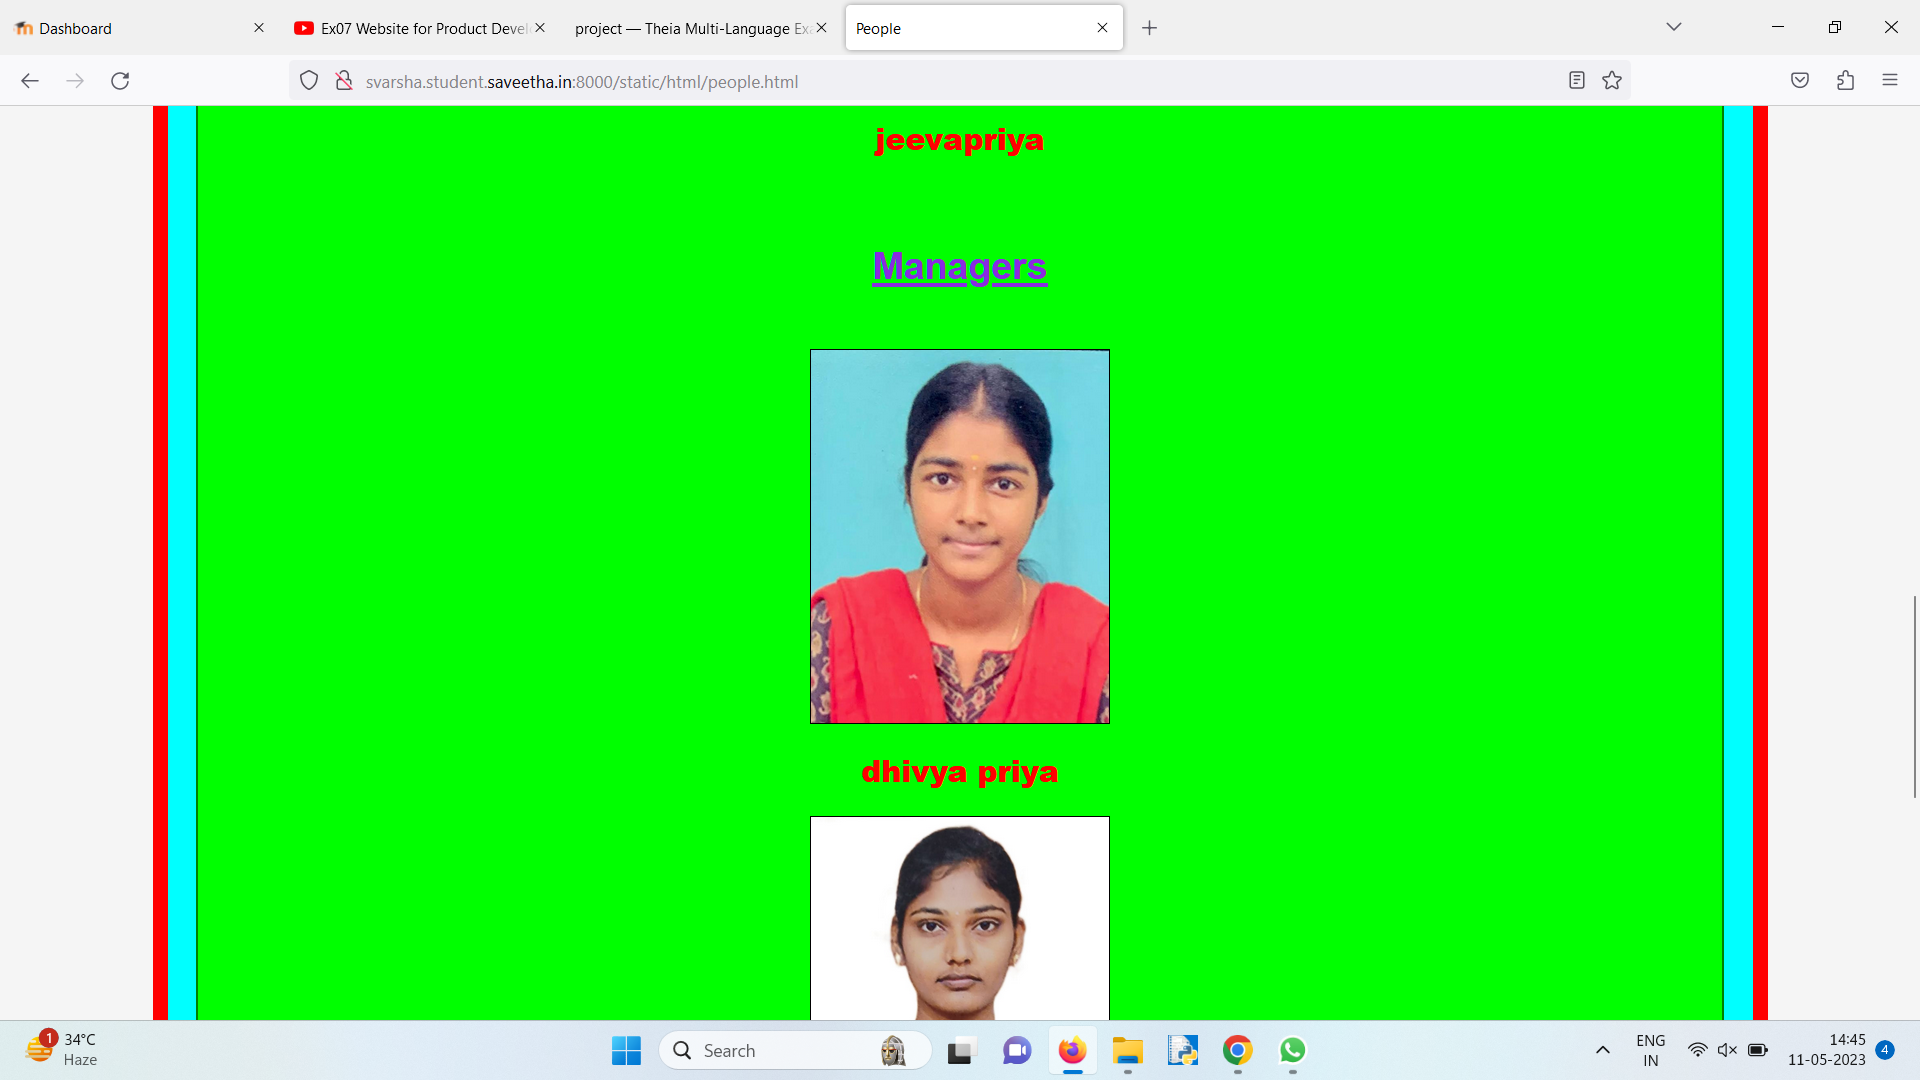 Dashboard
Ex07 Website for Product Devel
project — Theia Multi-Language Ex
People
svarsha.student.saveetha.in:8000/static/html/people.html
jeevapriya
Managers
dhivya priya
1
34°C
Haze
Search
ENG
IN
14:45
11-05-2023
4